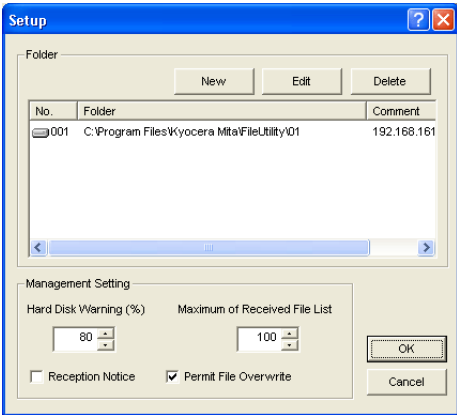 Setup
Folder
New Edit Delete
No. Folder Comment
001 C:\Program Files\Kyocera Mita\FileUtility\01 192.168.161
Management Setting
Hard Disk Warning (%) Maximum of Received File List
80 100
OK
Reception Notice Permit File Overwrite
Cancel